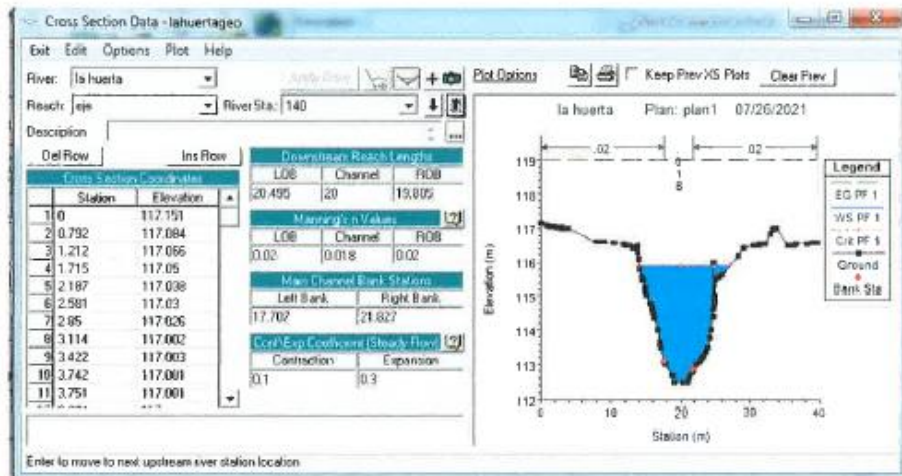 Cross Section Data - lahuertageo
Exit Edit Options Plot Help
River: la huerta
Reach: eje River Sta.: 140
Description
Del Row Ins Row
Cross Section Coordinates
Station Elevation
1 0 117.151
2 0.792 117.084
3 1.212 117.066
4 1.715 117.05
5 2.187 117.038
6 2.581 117.03
7 2.85 117.026
8 3.114 117.002
9 3.422 117.003
10 3.742 117.001
11 3.751 117.001
Downstream Reach Lengths
LOB Channel ROB
20.495 20 19.805
Manning's n Values
LOB Channel ROB
0.02 0.018 0.02
Main Channel Bank Stations
Left Bank Right Bank
17.707 21.827
Cont\Exp Coefficient (Steady Flow)
Contraction Expansion
0.1 0.3
Plot Options Keep Prev XS Plots Clear Prev
la huerta Plan: plan1 07/26/2021
.02 .018 .02
119
118
117
116
115
114
113
112
Elevation (m)
0 10 20 30 40
Station (m)
Legend
EG PF 1
WS PF 1
Crit PF 1
Ground
Bank Sta
Enter to move to next upstream river station location